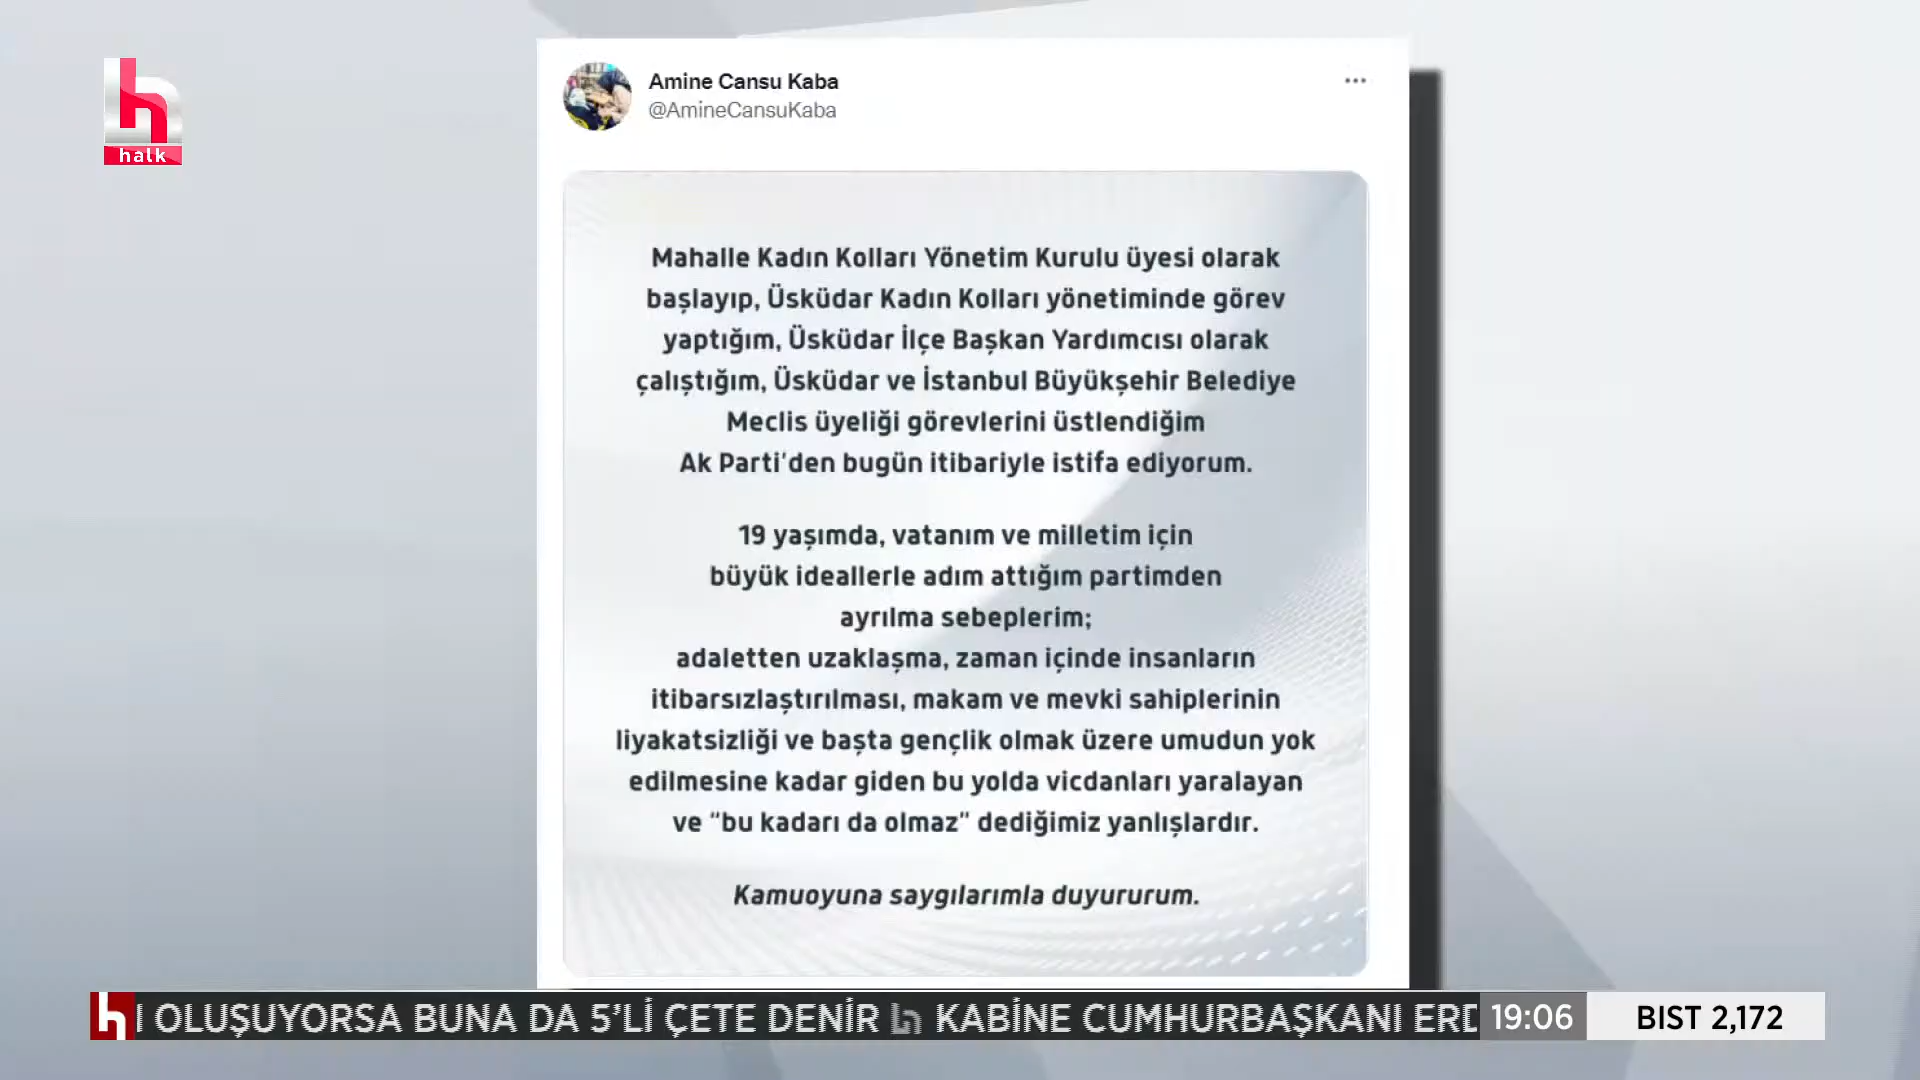 halk
Amine Cansu Kaba
@AmineCansuKaba
Mahalle Kadın Kolları Yönetim Kurulu üyesi olarak
başlayıp, Üsküdar Kadın Kolları yönetiminde görev
yaptığım, Üsküdar İlçe Başkan Yardımcısı olarak
çalıştığım, Üsküdar ve İstanbul Büyükşehir Belediye
Meclis üyeliği görevlerini üstlendiğim
Ak Parti'den bugün itibariyle istifa ediyorum.
19 yaşımda, vatanım ve milletim için
büyük ideallerle adım attığım partimden
ayrılma sebeplerim;
adaletten uzaklaşma, zaman içinde insanların
itibarsızlaştırılması, makam ve mevki sahiplerinin
liyakatsizliği ve başta gençlik olmak üzere umudun yok
edilmesine kadar giden bu yolda vicdanları yaralayan
ve "bu kadarı da olmaz" dediğimiz yanlışlardır.
Kamuoyuna saygılarımla duyururum.
I OLUŞUYORSA BUNA DA 5'Lİ ÇETE DENİR h KABİNE CUMHURBAŞKANI ERD 19:06 BIST 2,172